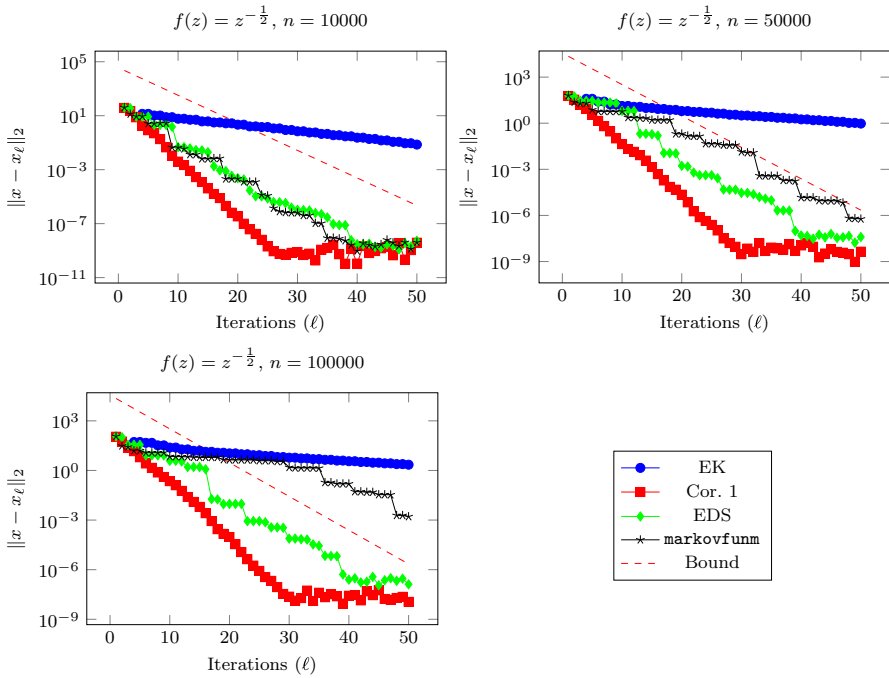 f(z) = z^{-\frac{1}{2}}, n = 10000
10^5
10^1
10^{-3}
10^{-7}
10^{-11}
0 10 20 30 40 50
Iterations (ℓ)
||x − x_ℓ||_2
f(z) = z^{-\frac{1}{2}}, n = 50000
10^3
10^0
10^{-3}
10^{-6}
10^{-9}
0 10 20 30 40 50
Iterations (ℓ)
||x − x_ℓ||_2
f(z) = z^{-\frac{1}{2}}, n = 100000
10^3
10^0
10^{-3}
10^{-6}
10^{-9}
0 10 20 30 40 50
Iterations (ℓ)
||x − x_ℓ||_2
EK
Cor. 1
EDS
markovfunm
Bound